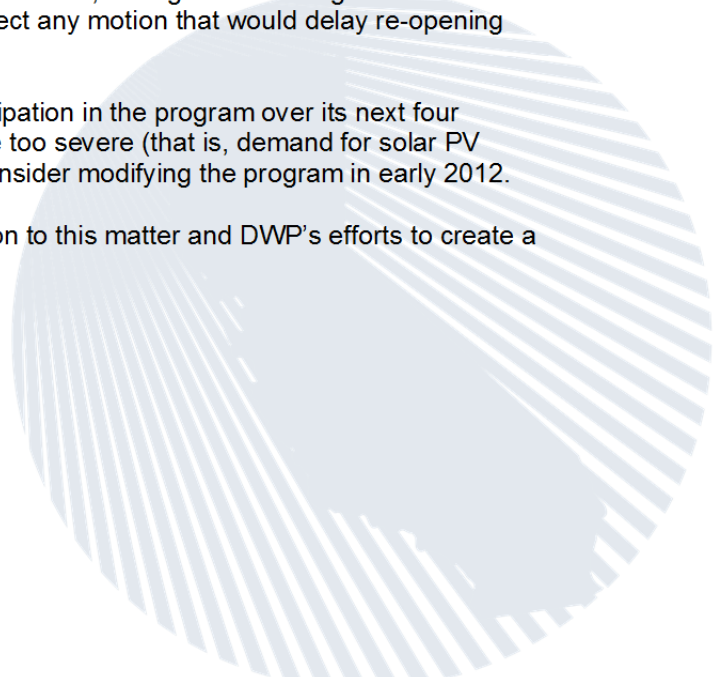 ect any motion that would delay re-opening
ipation in the program over its next four
too severe (that is, demand for solar PV
nsider modifying the program in early 2012.
on to this matter and DWP's efforts to create a